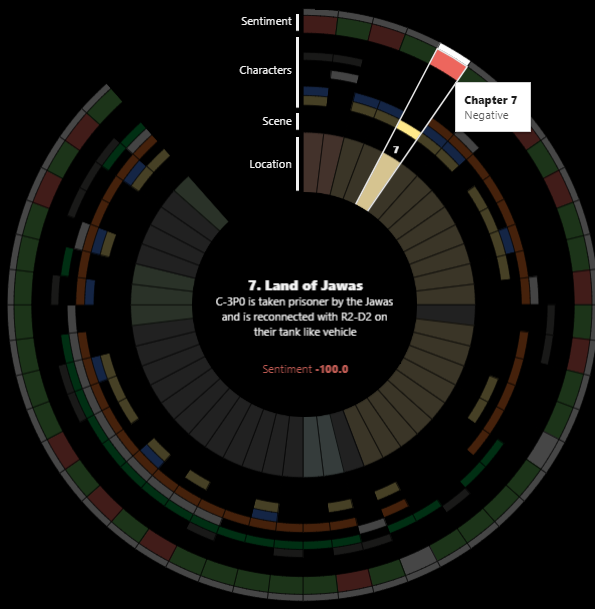 Sentiment
Characters
Scene
Location
7
Chapter 7
Negative
7. Land of Jawas
C-3P0 is taken prisoner by the Jawas
and is reconnected with R2-D2 on
their tank like vehicle
Sentiment -100.0